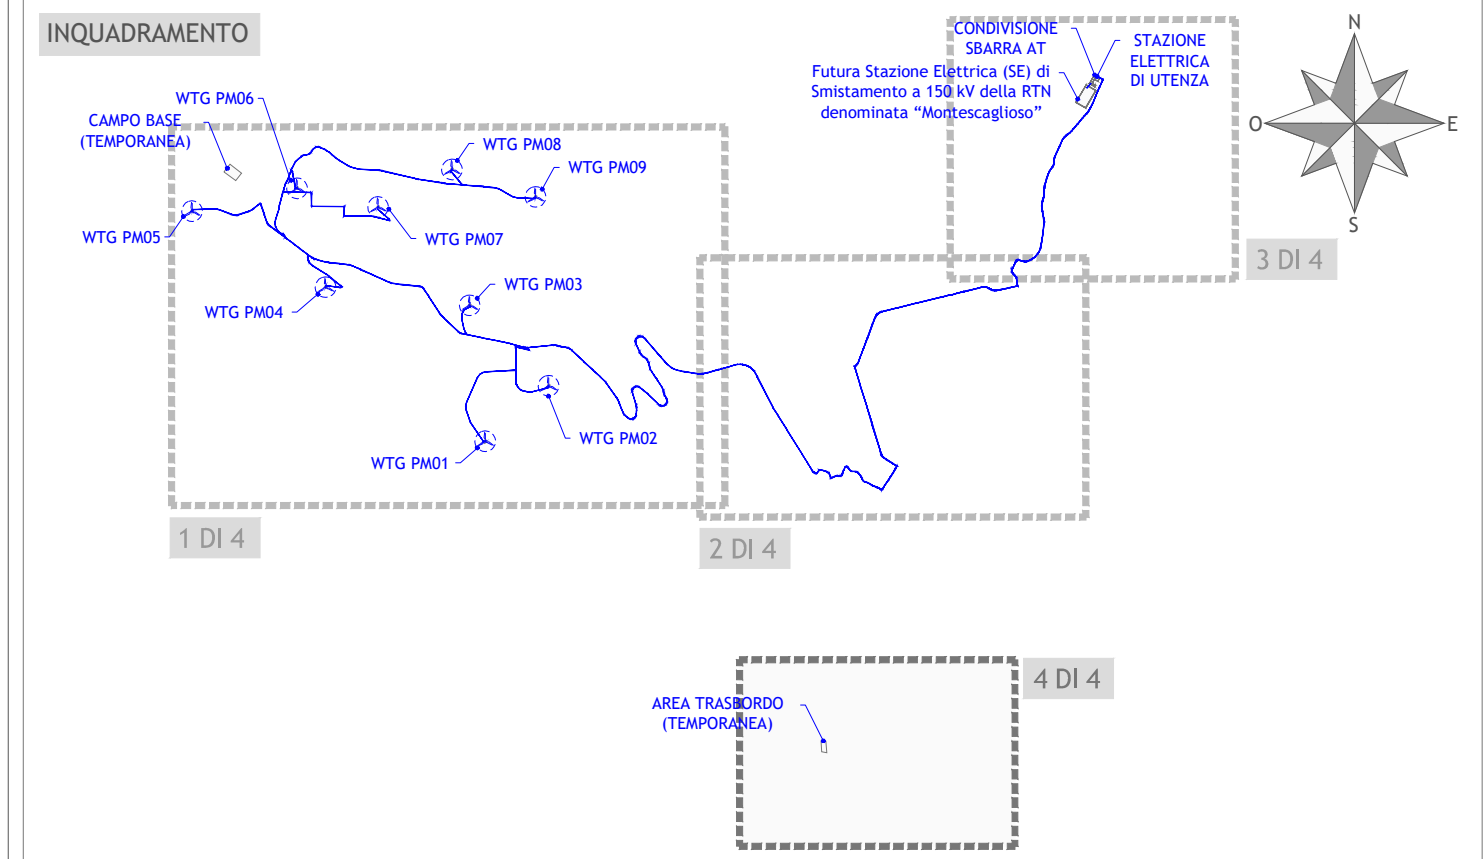 INQUADRAMENTO
CONDIVISIONE
SBARRA AT
STAZIONE
ELETTRICA
DI UTENZA
Futura Stazione Elettrica (SE) di
Smistamento a 150 kV della RTN
denominata “Montescaglioso”
N
O
E
S
WTG PM06
CAMPO BASE
(TEMPORANEA)
WTG PM08
WTG PM09
WTG PM05
WTG PM07
3 DI 4
WTG PM03
WTG PM04
WTG PM02
WTG PM01
1 DI 4
2 DI 4
4 DI 4
AREA TRASBORDO
(TEMPORANEA)